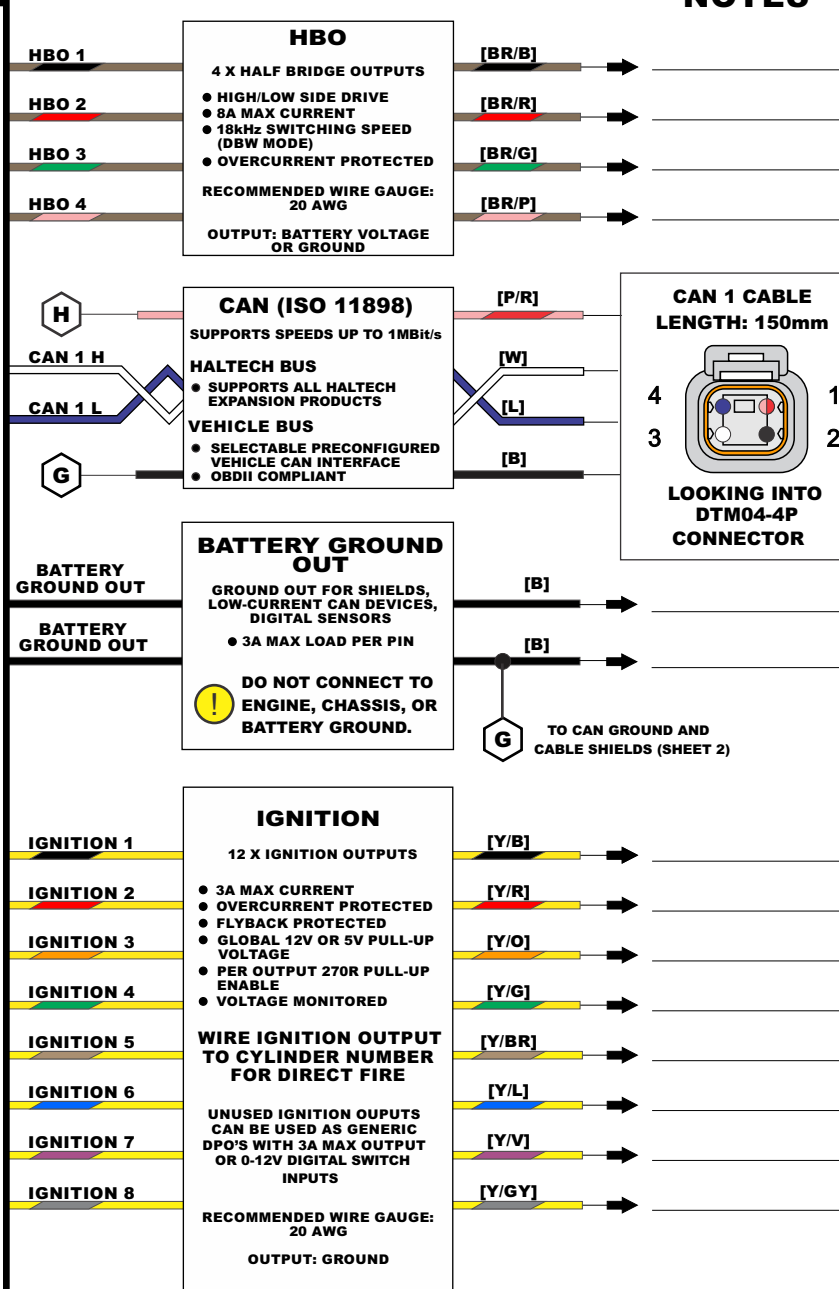 NOTES
HBO
4 X HALF BRIDGE OUTPUTS
● HIGH/LOW SIDE DRIVE
● 8A MAX CURRENT
● 18kHz SWITCHING SPEED
(DBW MODE)
● OVERCURRENT PROTECTED
RECOMMENDED WIRE GAUGE:
20 AWG
OUTPUT: BATTERY VOLTAGE
OR GROUND
HBO 1
[BR/B]
HBO 2
[BR/R]
HBO 3
[BR/G]
HBO 4
[BR/P]
H
CAN 1 H
CAN 1 L
G
CAN (ISO 11898)
SUPPORTS SPEEDS UP TO 1MBit/s
HALTECH BUS
● SUPPORTS ALL HALTECH
EXPANSION PRODUCTS
VEHICLE BUS
● SELECTABLE PRECONFIGURED
VEHICLE CAN INTERFACE
● OBDII COMPLIANT
[P/R]
[W]
[L]
[B]
CAN 1 CABLE
LENGTH: 150mm
4
1
3
2
LOOKING INTO
DTM04-4P
CONNECTOR
BATTERY
GROUND OUT
BATTERY
GROUND OUT
BATTERY GROUND
OUT
GROUND OUT FOR SHIELDS,
LOW-CURRENT CAN DEVICES,
DIGITAL SENSORS
● 3A MAX LOAD PER PIN
!
DO NOT CONNECT TO
ENGINE, CHASSIS, OR
BATTERY GROUND.
[B]
[B]
G
TO CAN GROUND AND
CABLE SHIELDS (SHEET 2)
IGNITION
12 X IGNITION OUTPUTS
● 3A MAX CURRENT
● OVERCURRENT PROTECTED
● FLYBACK PROTECTED
● GLOBAL 12V OR 5V PULL-UP
VOLTAGE
● PER OUTPUT 270R PULL-UP
ENABLE
● VOLTAGE MONITORED
WIRE IGNITION OUTPUT
TO CYLINDER NUMBER
FOR DIRECT FIRE
UNUSED IGNITION OUPUTS
CAN BE USED AS GENERIC
DPO'S WITH 3A MAX OUTPUT
OR 0-12V DIGITAL SWITCH
INPUTS
RECOMMENDED WIRE GAUGE:
20 AWG
OUTPUT: GROUND
IGNITION 1
[Y/B]
IGNITION 2
[Y/R]
IGNITION 3
[Y/O]
IGNITION 4
[Y/G]
IGNITION 5
[Y/BR]
IGNITION 6
[Y/L]
IGNITION 7
[Y/V]
IGNITION 8
[Y/GY]